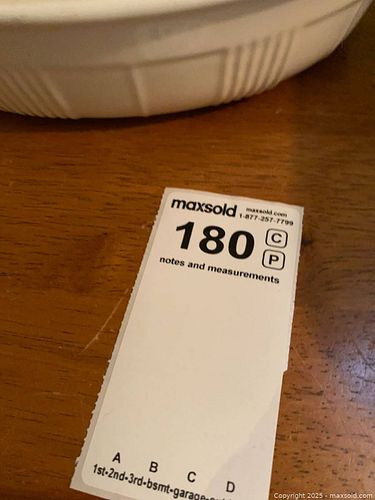 maxsold
maxsold.com
1-877-257-7799
180
C
P
notes and measurements
A B C D
1st-2nd-3rd-bsmt-garage-
Copyright 2025 - maxsold.com